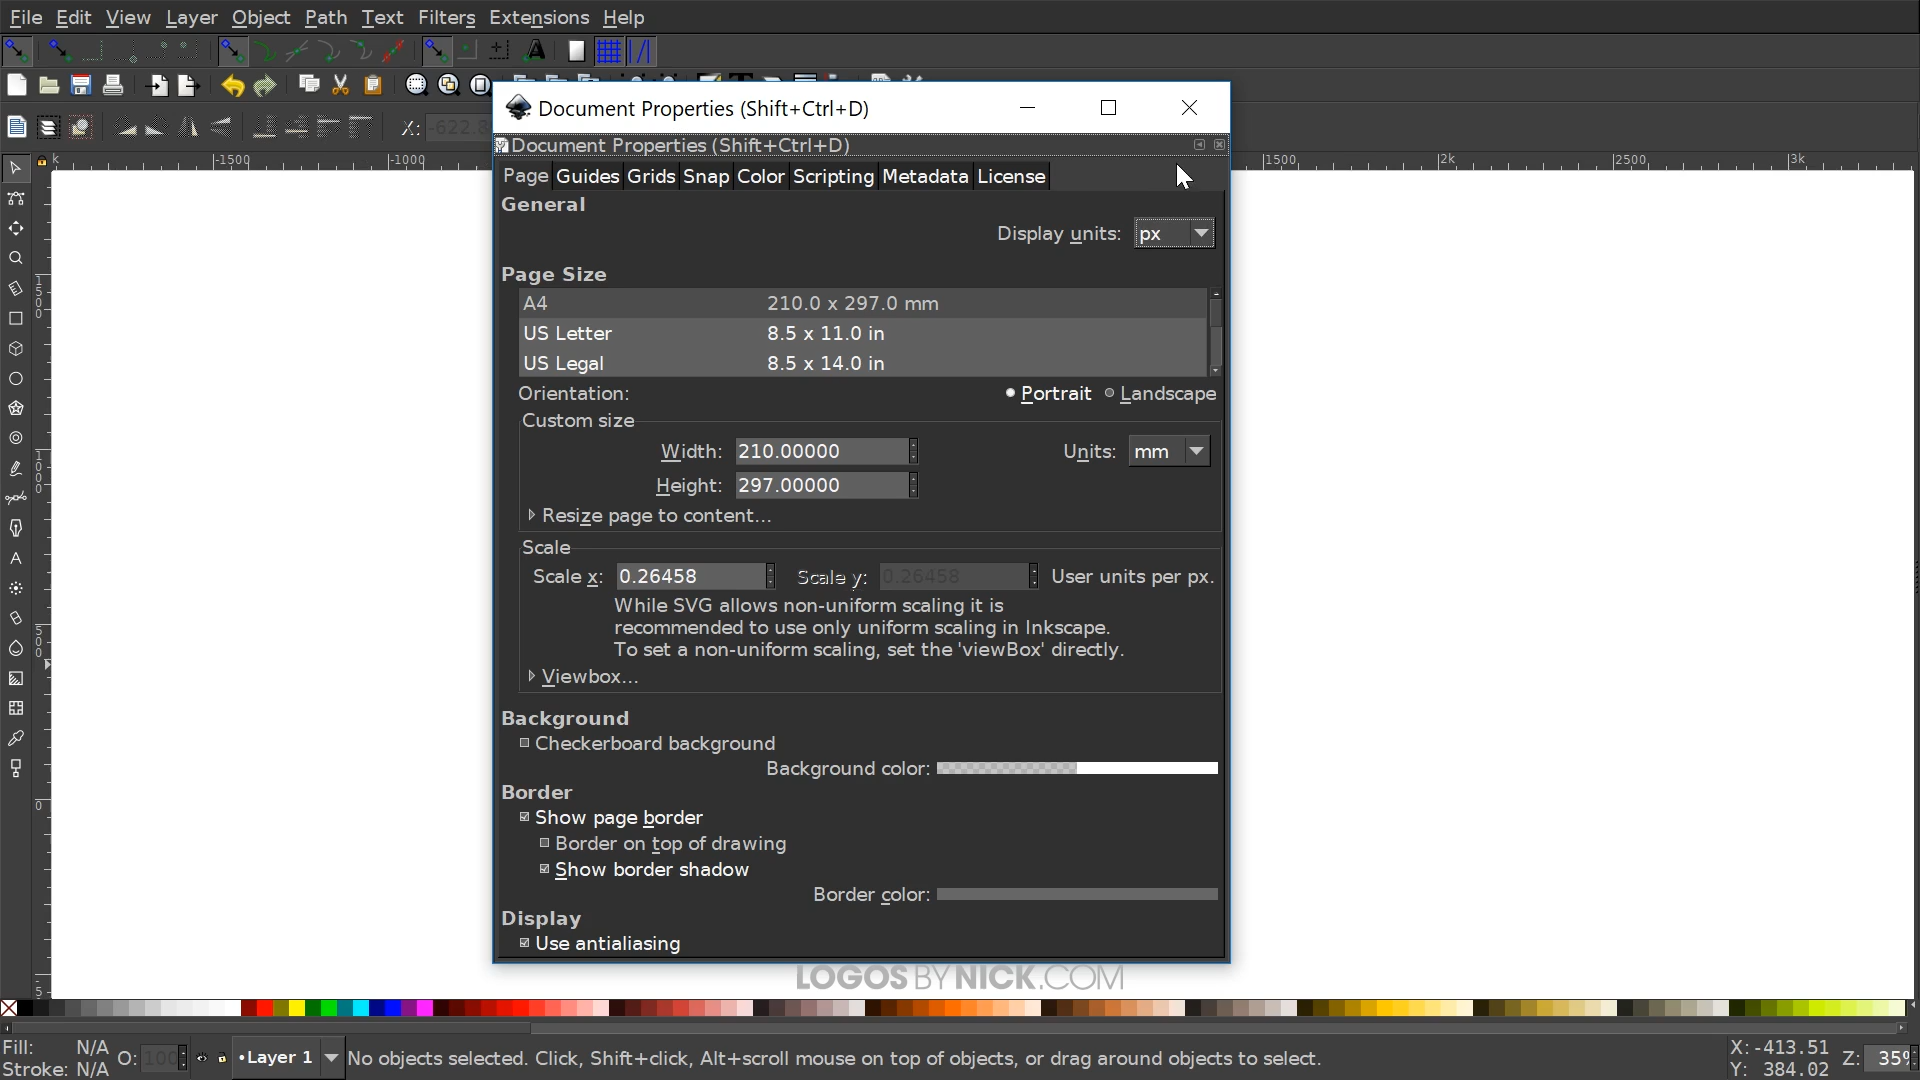 File Edit View Layer Object Path Text Filters Extensions Help
X: -622.8
Document Properties (Shift+Ctrl+D)
Document Properties (Shift+Ctrl+D)
-1500 -1000 1500 2k 2500 3k
Page Guides Grids Snap Color Scripting Metadata License
General
Display units: px
Page Size
A4 210.0 x 297.0 mm
US Letter 8.5 x 11.0 in
US Legal 8.5 x 14.0 in
Orientation: Portrait Landscape
Custom size
Width: 210.00000 Units: mm
Height: 297.00000
Resize page to content...
Scale
Scale x: 0.26458 Scale y: 0.26458 User units per px.
While SVG allows non-uniform scaling it is
recommended to use only uniform scaling in Inkscape.
To set a non-uniform scaling, set the 'viewBox' directly.
Viewbox...
Background
Checkerboard background
Background color:
Border
Show page border
Border on top of drawing
Show border shadow
Border color:
Display
Use antialiasing
1500
1000
500
0
LOGOSBYNICK.COM
Fill: N/A O: 100 •Layer 1 No objects selected. Click, Shift+click, Alt+scroll mouse on top of objects, or drag around objects to select. X: -413.51 Z: 35%
Stroke: N/A Y: 384.02